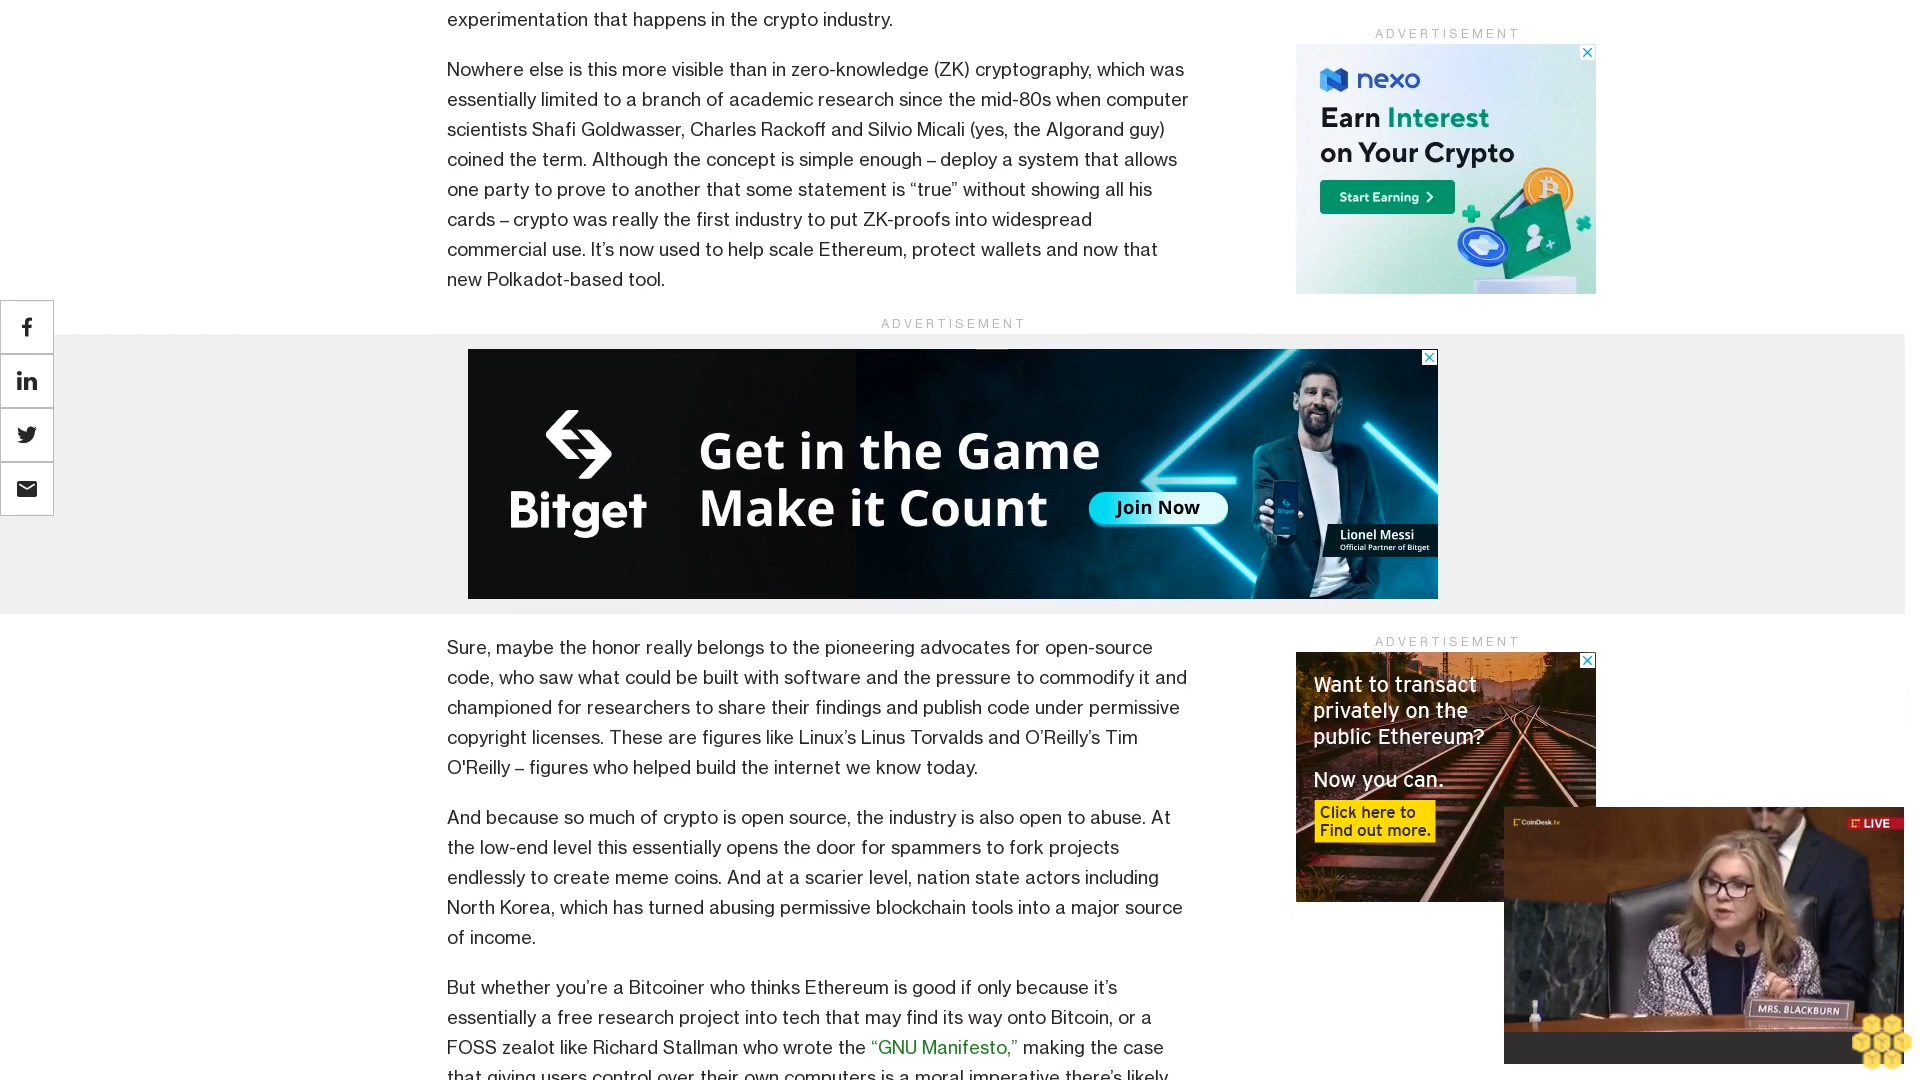 experimentation that happens in the crypto industry.
Nowhere else is this more visible than in zero-knowledge (ZK) cryptography, which was
essentially limited to a branch of academic research since the mid-80s when computer
scientists Shafi Goldwasser, Charles Rackoff and Silvio Micali (yes, the Algorand guy)
coined the term. Although the concept is simple enough – deploy a system that allows
one party to prove to another that some statement is “true” without showing all his
cards – crypto was really the first industry to put ZK-proofs into widespread
commercial use. It’s now used to help scale Ethereum, protect wallets and now that
new Polkadot-based tool.
ADVERTISEMENT
nexo
Earn Interest
on Your Crypto
Start Earning
ADVERTISEMENT
Bitget
Get in the Game
Make it Count
Join Now
Bitget
Lionel Messi
Official Partner of Bitget
Sure, maybe the honor really belongs to the pioneering advocates for open-source
code, who saw what could be built with software and the pressure to commodify it and
championed for researchers to share their findings and publish code under permissive
copyright licenses. These are figures like Linux’s Linus Torvalds and O’Reilly’s Tim
O'Reilly – figures who helped build the internet we know today.
And because so much of crypto is open source, the industry is also open to abuse. At
the low-end level this essentially opens the door for spammers to fork projects
endlessly to create meme coins. And at a scarier level, nation state actors including
North Korea, which has turned abusing permissive blockchain tools into a major source
of income.
But whether you’re a Bitcoiner who thinks Ethereum is good if only because it’s
essentially a free research project into tech that may find its way onto Bitcoin, or a
FOSS zealot like Richard Stallman who wrote the “GNU Manifesto,” making the case
that giving users control over their own computers is a moral imperative there’s likely
ADVERTISEMENT
Want to transact
privately on the
public Ethereum?
Now you can.
Click here to
Find out more.
CoinDesk.tv
LIVE
MRS. BLACKBURN